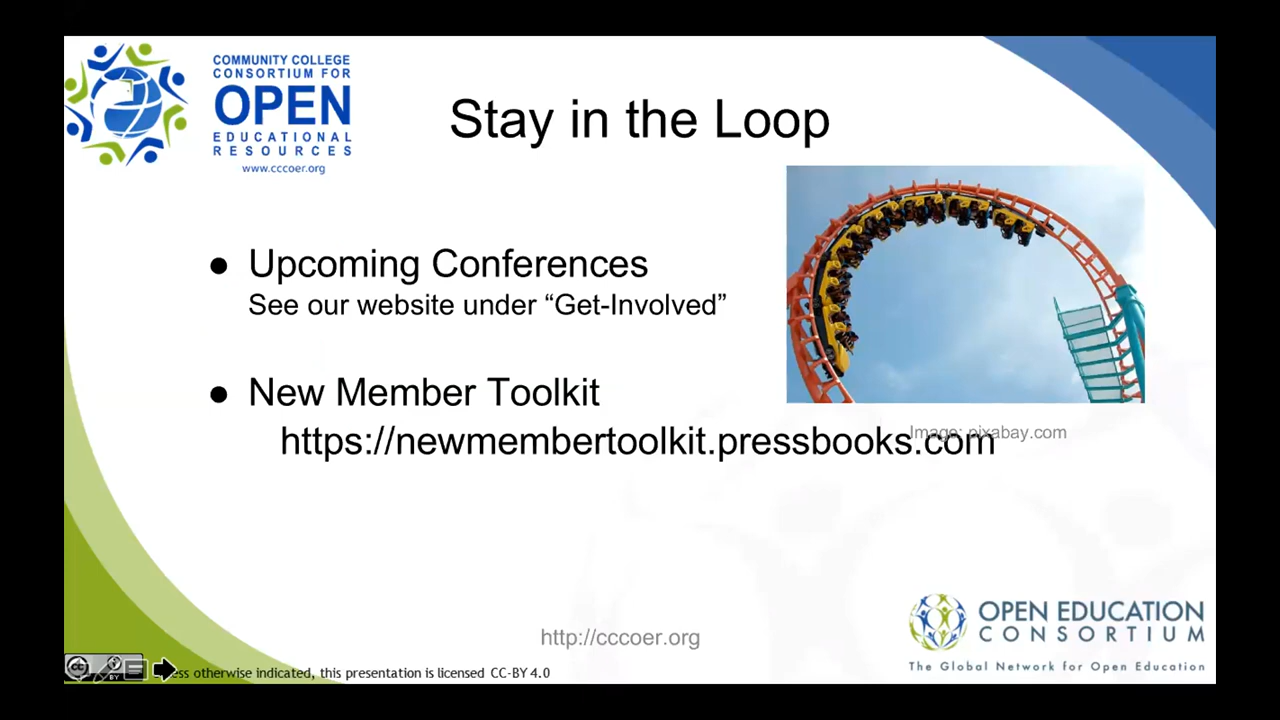 COMMUNITY COLLEGE
CONSORTIUM FOR
OPEN
EDUCATIONAL
RESOURCES
www.cccoer.org
Stay in the Loop
● Upcoming Conferences
See our website under “Get-Involved”
● New Member Toolkit
https://newmembertoolkit.pressbooks.com
Image: pixabay.com
http://cccoer.org
OPEN EDUCATION
CONSORTIUM
The Global Network for Open Education
cc
BY
otherwise indicated, this presentation is licensed CC-BY 4.0